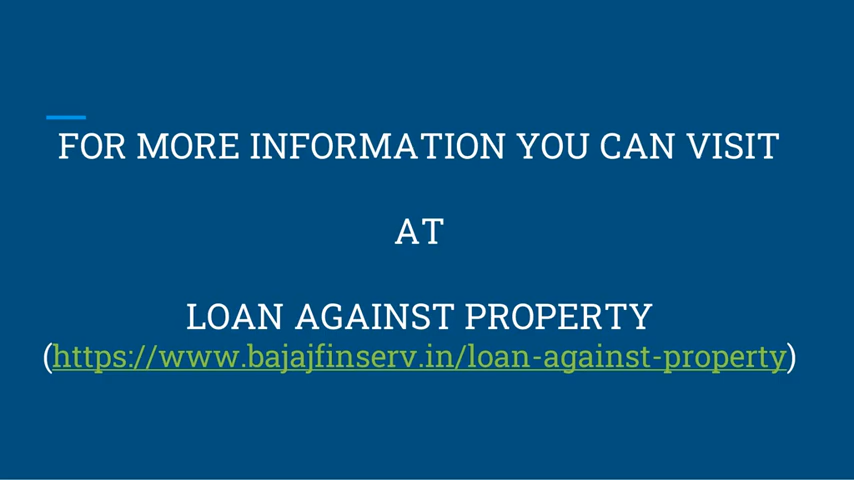 FOR MORE INFORMATION YOU CAN VISIT
AT
LOAN AGAINST PROPERTY
(https://www.bajajfinserv.in/loan-against-property)